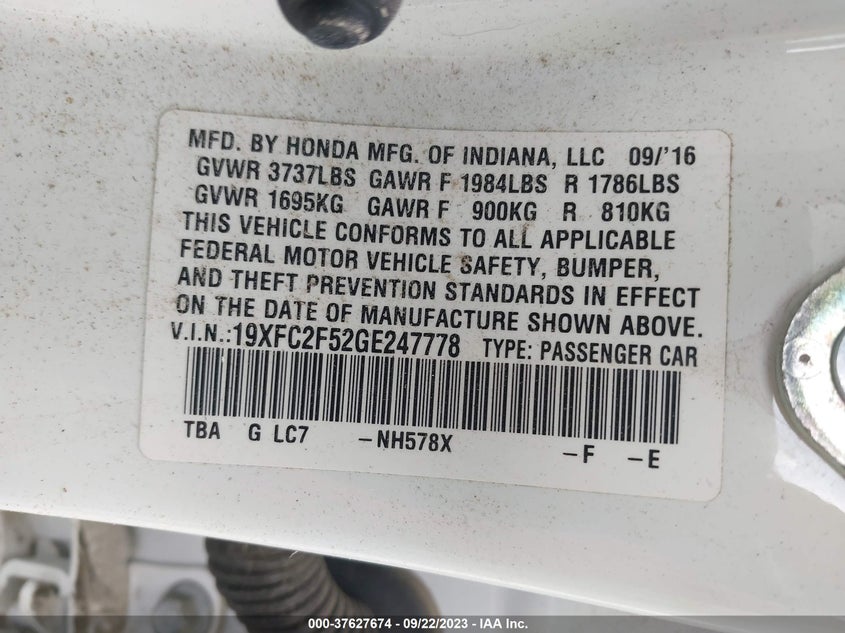 MFD. BY HONDA MFG. OF INDIANA, LLC 09/'16
GVWR 3737LBS GAWR F 1984LBS R 1786LBS
GVWR 1695KG GAWR F 900KG R 810KG
THIS VEHICLE CONFORMS TO ALL APPLICABLE
FEDERAL MOTOR VEHICLE SAFETY, BUMPER,
AND THEFT PREVENTION STANDARDS IN EFFECT
ON THE DATE OF MANUFACTURE SHOWN ABOVE.
V.I.N.:19XFC2F52GE247778 TYPE: PASSENGER CAR
TBA G LC7 -NH578X -F -E
000-37627674 / 09/22/2023 - IAA Inc.